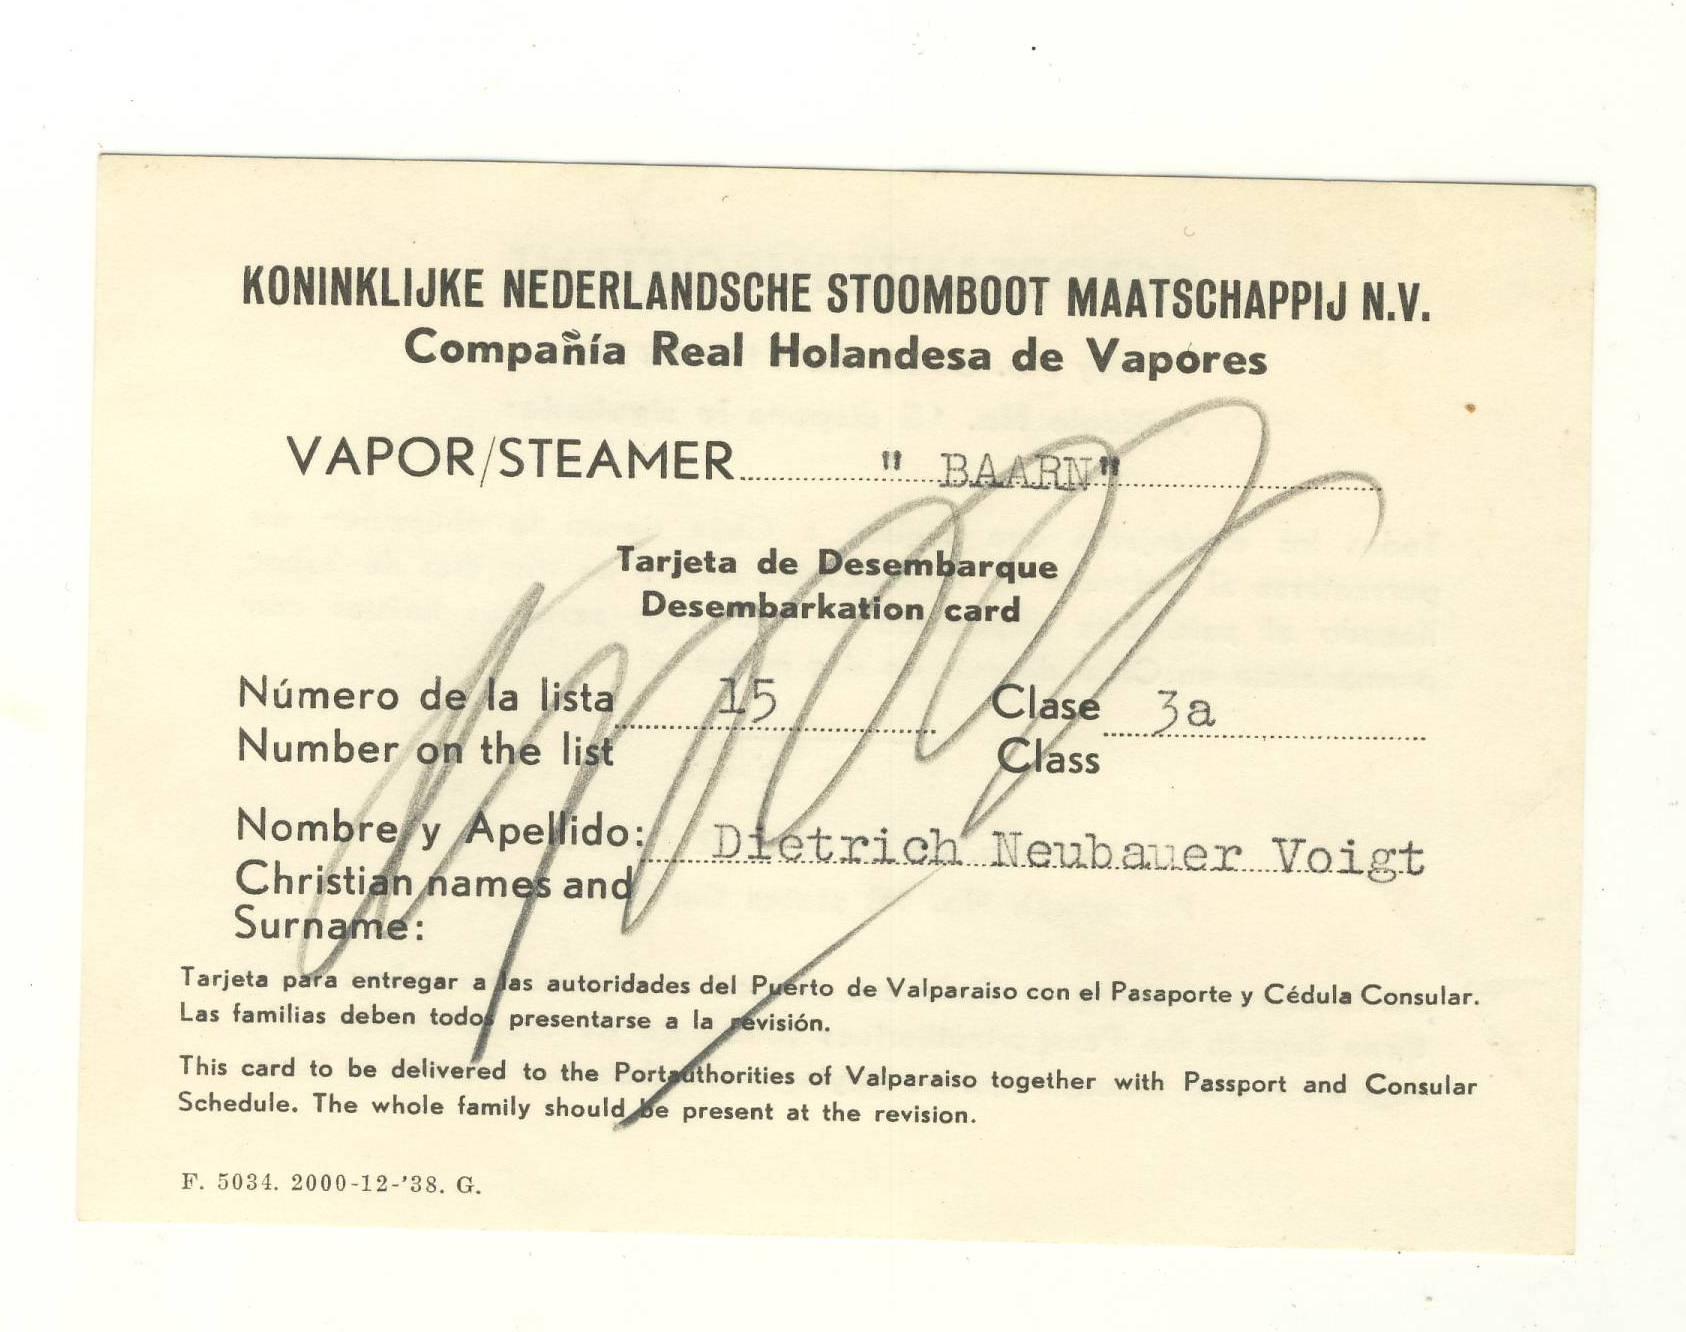 KONINKLIJKE NEDERLANDSCHE STOOMBOOT MAATSCHAPPIJ N.V.
Compañía Real Holandesa de Vapóres
VAPOR/STEAMER " BAARN"
Tarjeta de Desembarque
Desembarkation card
Número de la lista 15 Clase 3a
Number on the list Class
Nombre y Apellido: Dietrich Neubauer Voigt
Christian names and
Surname:
Tarjeta para entregar a las autoridades del Puerto de Valparaiso con el Pasaporte y Cédula Consular.
Las familias deben todos presentarse a la revisión.
This card to be delivered to the Portauthorities of Valparaiso together with Passport and Consular
Schedule. The whole family should be present at the revision.
F. 5034. 2000-12-'38. G.